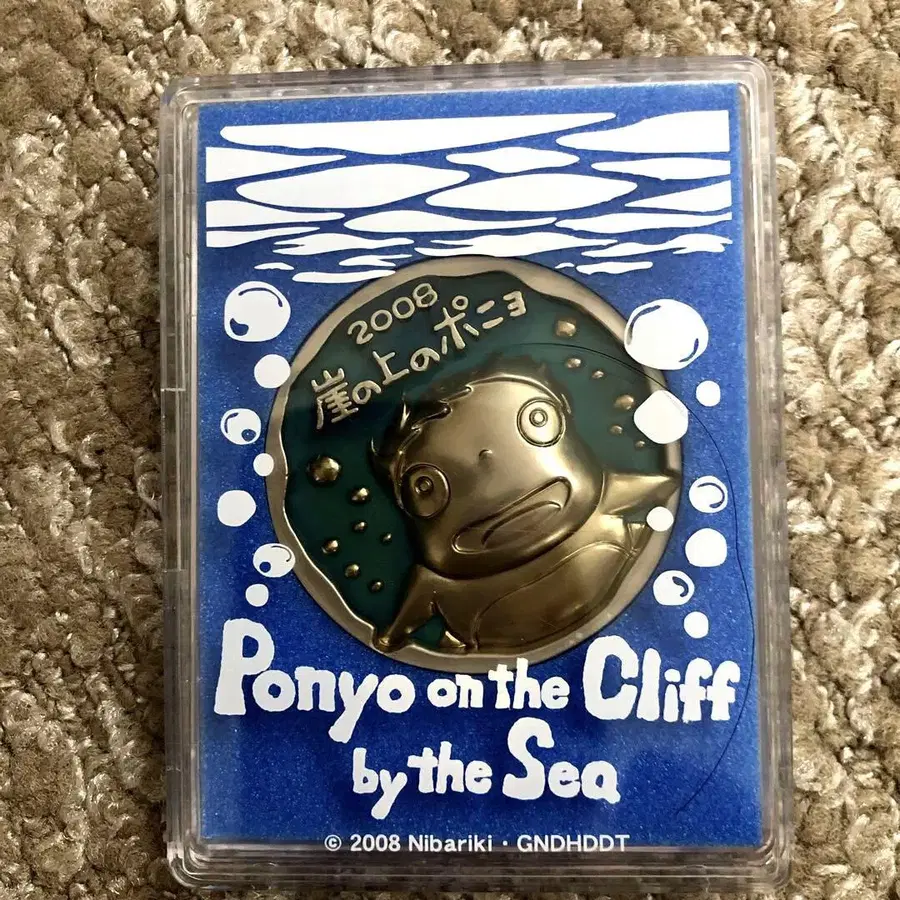 2008
崖の上のポニョ
Ponyo on the Cliff
by the Sea
© 2008 Nibariki · GNDHDDT